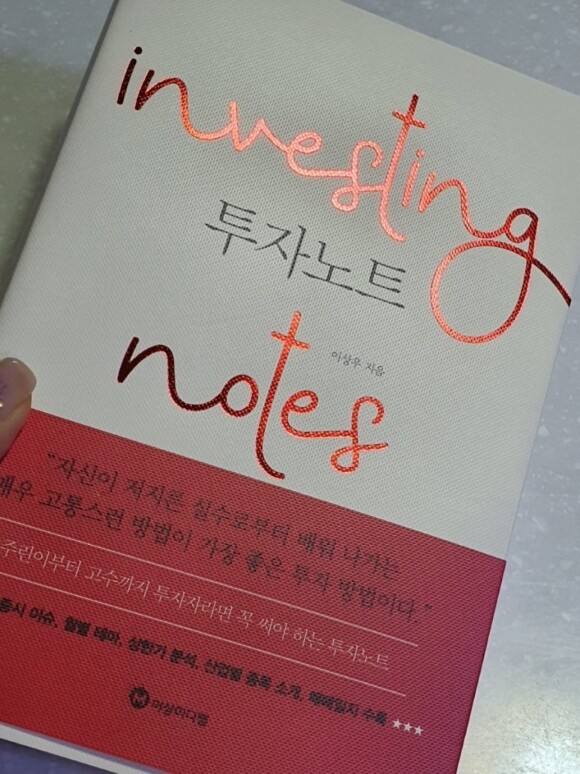 investing
투자노트
notes
이상우 지음
"자신이 저지른 실수로부터 배워 나가는
매우 고통스런 방법이 가장 좋은 투자 방법이다."
주린이부터 고수까지 투자자라면 꼭 써야 하는 투자노트
증시 이슈, 월별 테마, 상한가 분석, 산업별 종목 소개, 매매일지 수록 ★★★
여상미디랩